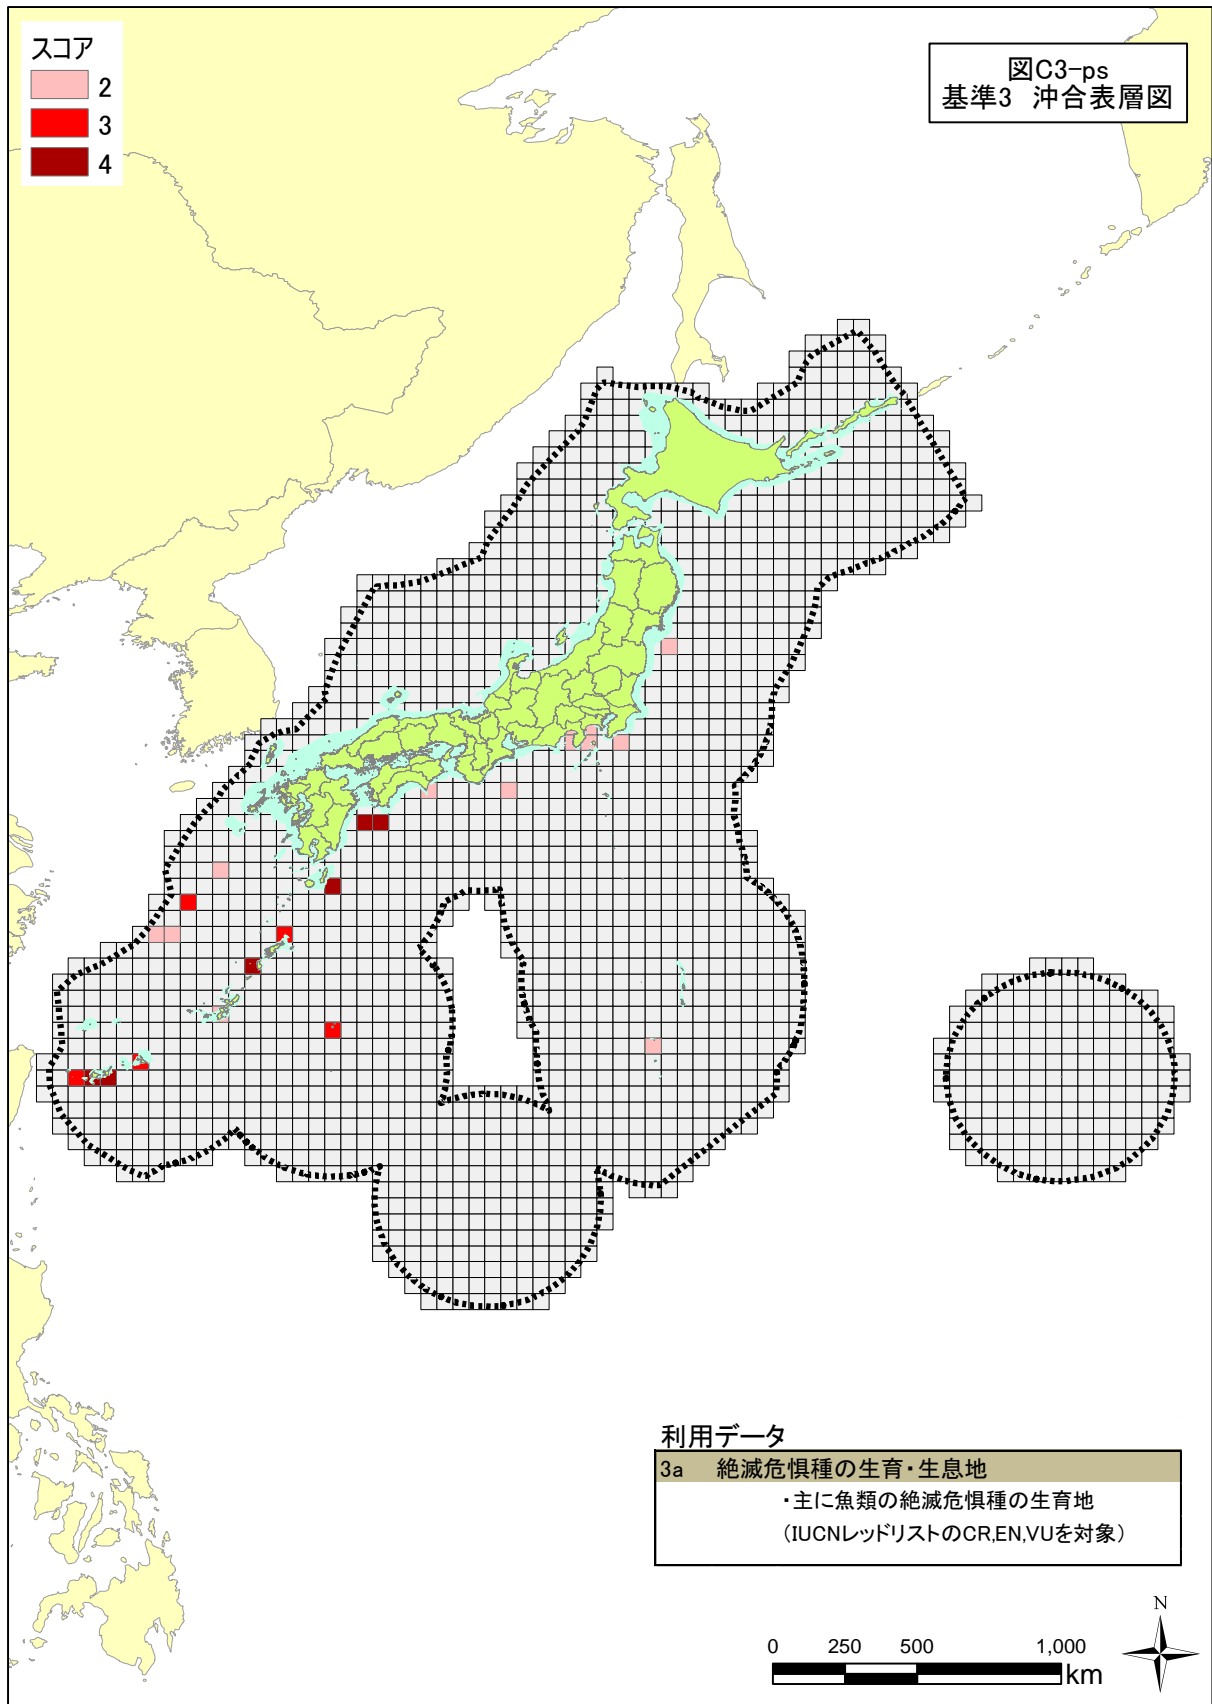 スコア
2
3
4
図C3-ps
基準3 沖合表層図
利用データ
3a 絶滅危惧種の生育・生息地
・主に魚類の絶滅危惧種の生育地
（IUCNレッドリストのCR,EN,VUを対象）
N
0 250 500 1,000
km